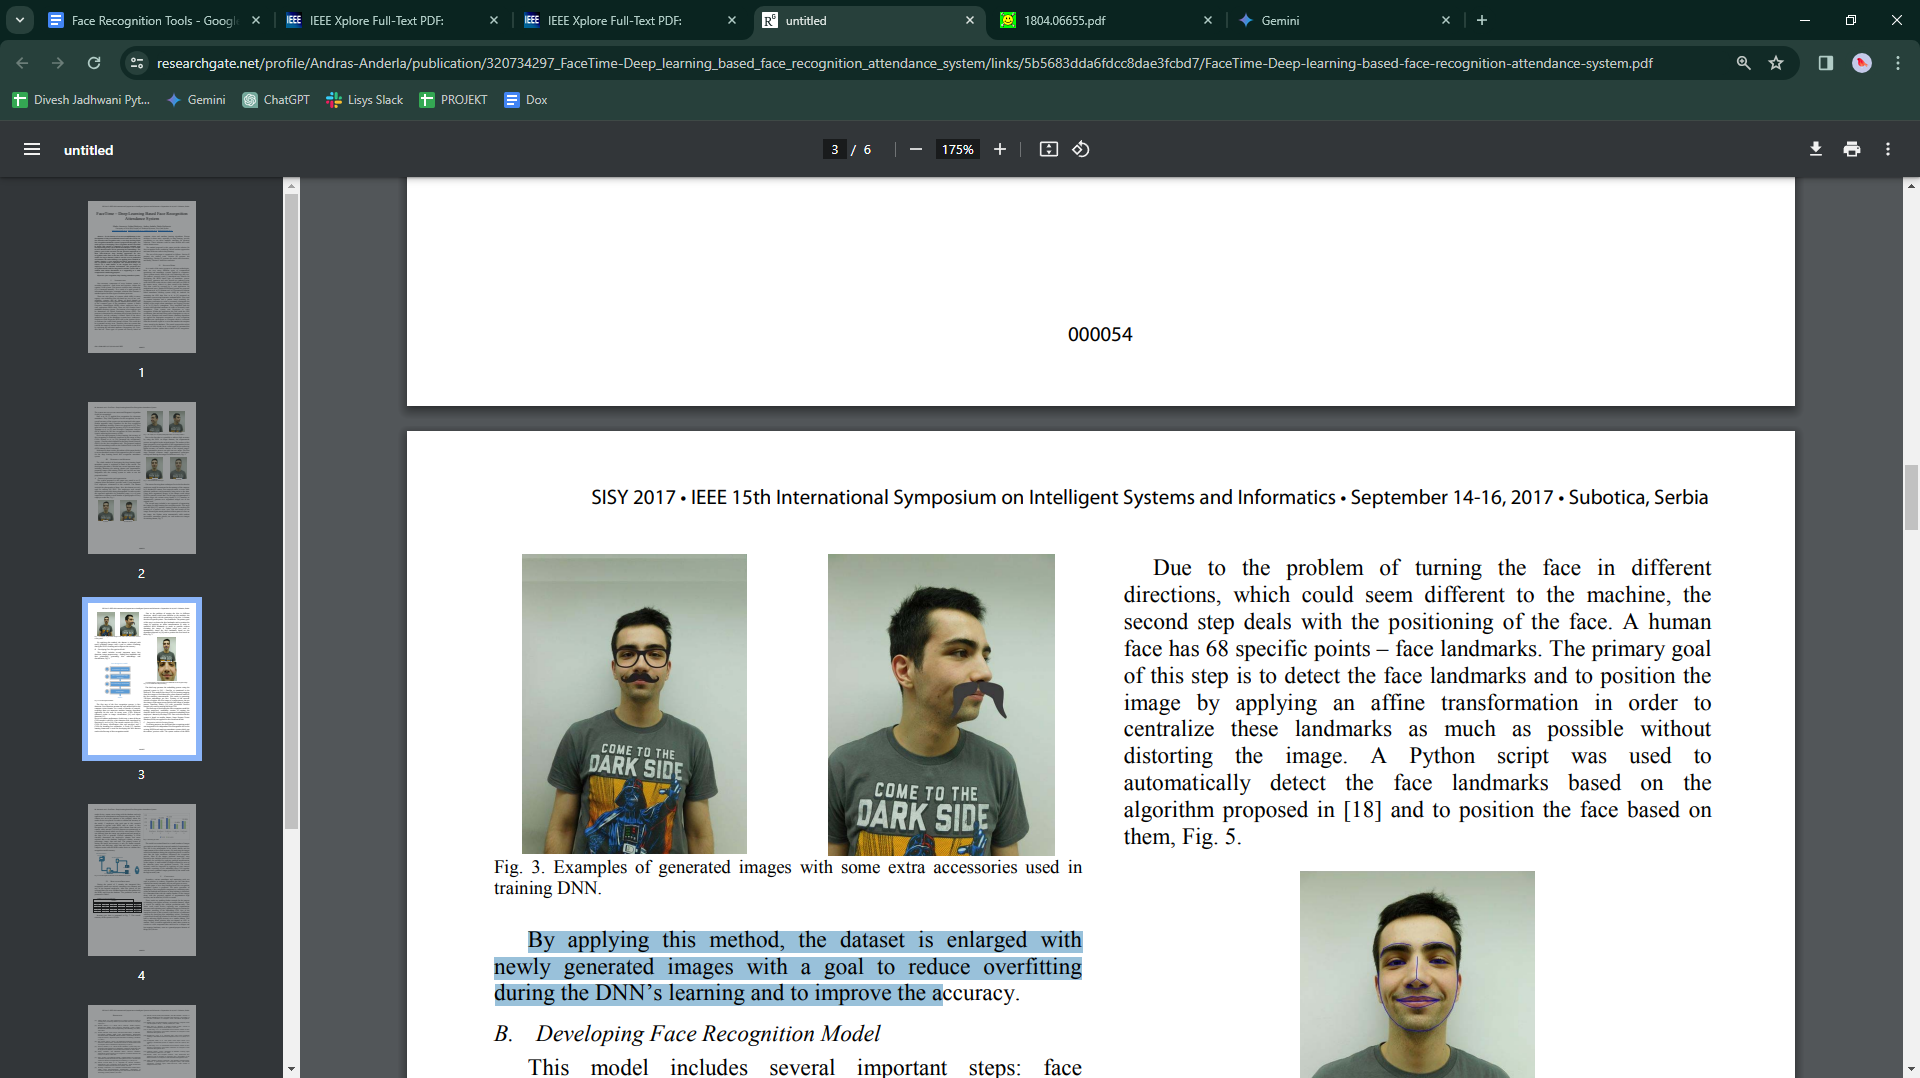 Face Recognition Tools - Googl
IEEE Xplore Full-Text PDF:
IEEE Xplore Full-Text PDF:
untitled
1804.06655.pdf
Gemini
researchgate.net/profile/Andras-Anderla/publication/320734297_FaceTime-Deep_learning_based_face_recognition_attendance_system/links/5b5683dda6fdcc8dae3fcbd7/FaceTime-Deep-learning-based-face-recognition-attendance-system.pdf
Divesh Jadhwani Pyt...
Gemini
ChatGPT
Lisys Slack
PROJEKT
Dox
untitled
3 / 6
175%
1
2
3
4
000054
SISY 2017 • IEEE 15th International Symposium on Intelligent Systems and Informatics • September 14-16, 2017 • Subotica, Serbia
COME TO THE
DARK SIDE
COME TO THE
DARK SIDE
Fig. 3. Examples of generated images with some extra accessories used in
training DNN.
By applying this method, the dataset is enlarged with
newly generated images with a goal to reduce overfitting
during the DNN's learning and to improve the accuracy.
B. Developing Face Recognition Model
This model includes several important steps: face
Due to the problem of turning the face in different
directions, which could seem different to the machine, the
second step deals with the positioning of the face. A human
face has 68 specific points – face landmarks. The primary goal
of this step is to detect the face landmarks and to position the
image by applying an affine transformation in order to
centralize these landmarks as much as possible without
distorting the image. A Python script was used to
automatically detect the face landmarks based on the
algorithm proposed in [18] and to position the face based on
them, Fig. 5.